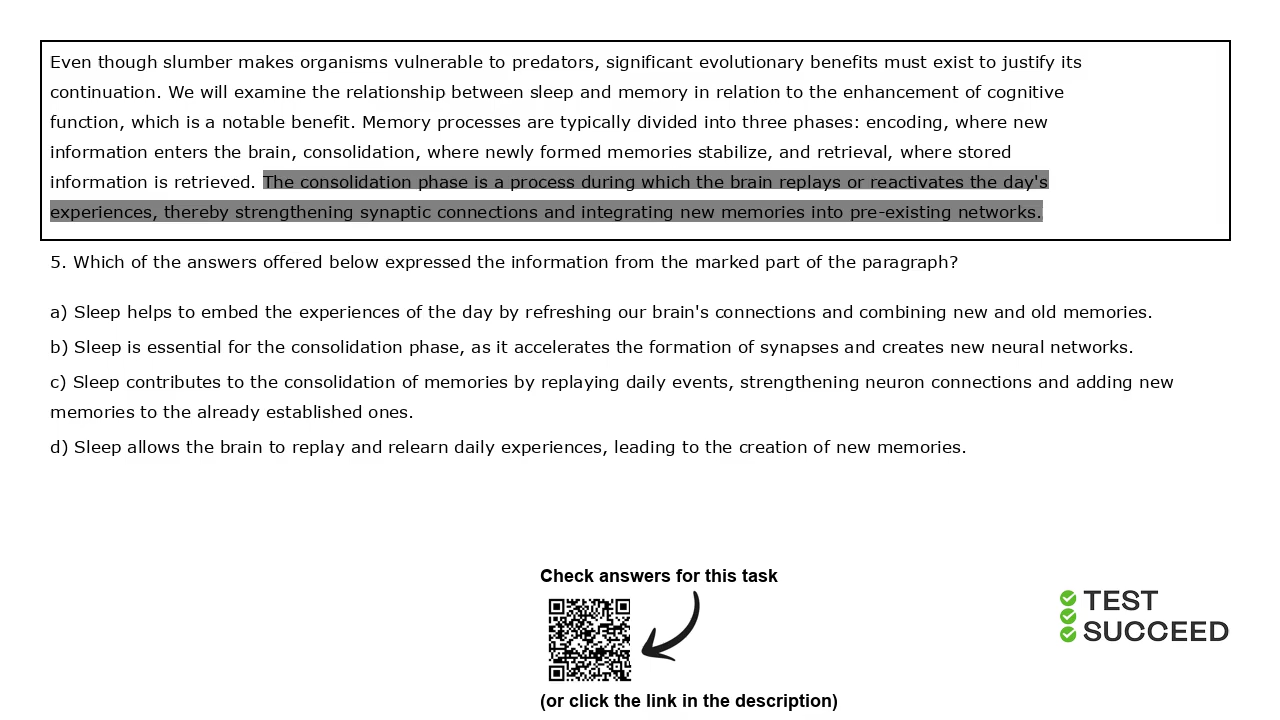 Even though slumber makes organisms vulnerable to predators, significant evolutionary benefits must exist to justify its
continuation. We will examine the relationship between sleep and memory in relation to the enhancement of cognitive
function, which is a notable benefit. Memory processes are typically divided into three phases: encoding, where new
information enters the brain, consolidation, where newly formed memories stabilize, and retrieval, where stored
information is retrieved. The consolidation phase is a process during which the brain replays or reactivates the day's
experiences, thereby strengthening synaptic connections and integrating new memories into pre-existing networks.
5. Which of the answers offered below expressed the information from the marked part of the paragraph?
a) Sleep helps to embed the experiences of the day by refreshing our brain's connections and combining new and old memories.
b) Sleep is essential for the consolidation phase, as it accelerates the formation of synapses and creates new neural networks.
c) Sleep contributes to the consolidation of memories by replaying daily events, strengthening neuron connections and adding new
memories to the already established ones.
d) Sleep allows the brain to replay and relearn daily experiences, leading to the creation of new memories.
Check answers for this task
(or click the link in the description)
TEST
SUCCEED